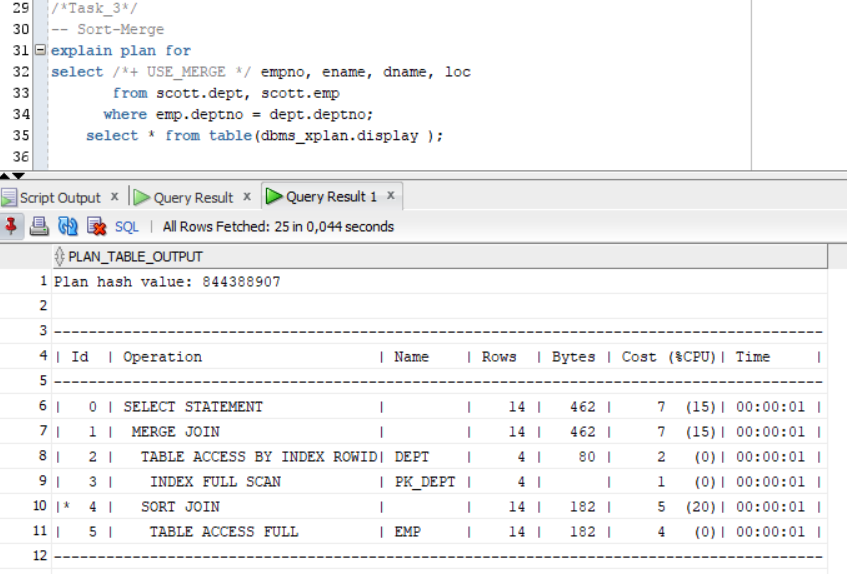 29 /*Task_3*/
30 -- Sort-Merge
31 explain plan for
32 select /*+ USE_MERGE */ empno, ename, dname, loc
33        from scott.dept, scott.emp
34       where emp.deptno = dept.deptno;
35     select * from table(dbms_xplan.display );
36
Script Output x Query Result x Query Result 1 x
SQL | All Rows Fetched: 25 in 0,044 seconds
PLAN_TABLE_OUTPUT
1 Plan hash value: 844388907
2
3 ---------------------------------------------------------------------------------------
4 | Id  | Operation                    | Name    | Rows  | Bytes | Cost (%CPU)| Time     |
5 ---------------------------------------------------------------------------------------
6 |   0 | SELECT STATEMENT             |         |    14 |   462 |     7  (15)| 00:00:01 |
7 |   1 |  MERGE JOIN                  |         |    14 |   462 |     7  (15)| 00:00:01 |
8 |   2 |   TABLE ACCESS BY INDEX ROWID| DEPT    |     4 |    80 |     2   (0)| 00:00:01 |
9 |   3 |    INDEX FULL SCAN           | PK_DEPT |     4 |       |     1   (0)| 00:00:01 |
10 |*  4 |   SORT JOIN                  |         |    14 |   182 |     5  (20)| 00:00:01 |
11 |   5 |    TABLE ACCESS FULL         | EMP     |    14 |   182 |     4   (0)| 00:00:01 |
12 ---------------------------------------------------------------------------------------